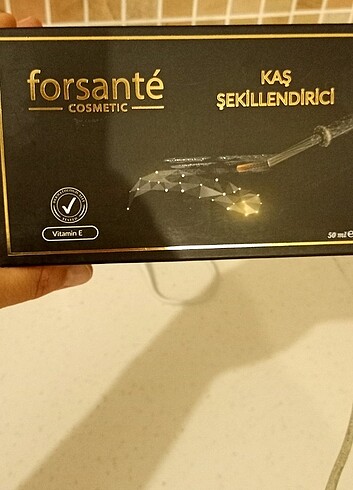 forsanté
COSMETIC
KAŞ
ŞEKİLLENDİRİCİ
Vitamin E
50 ml e